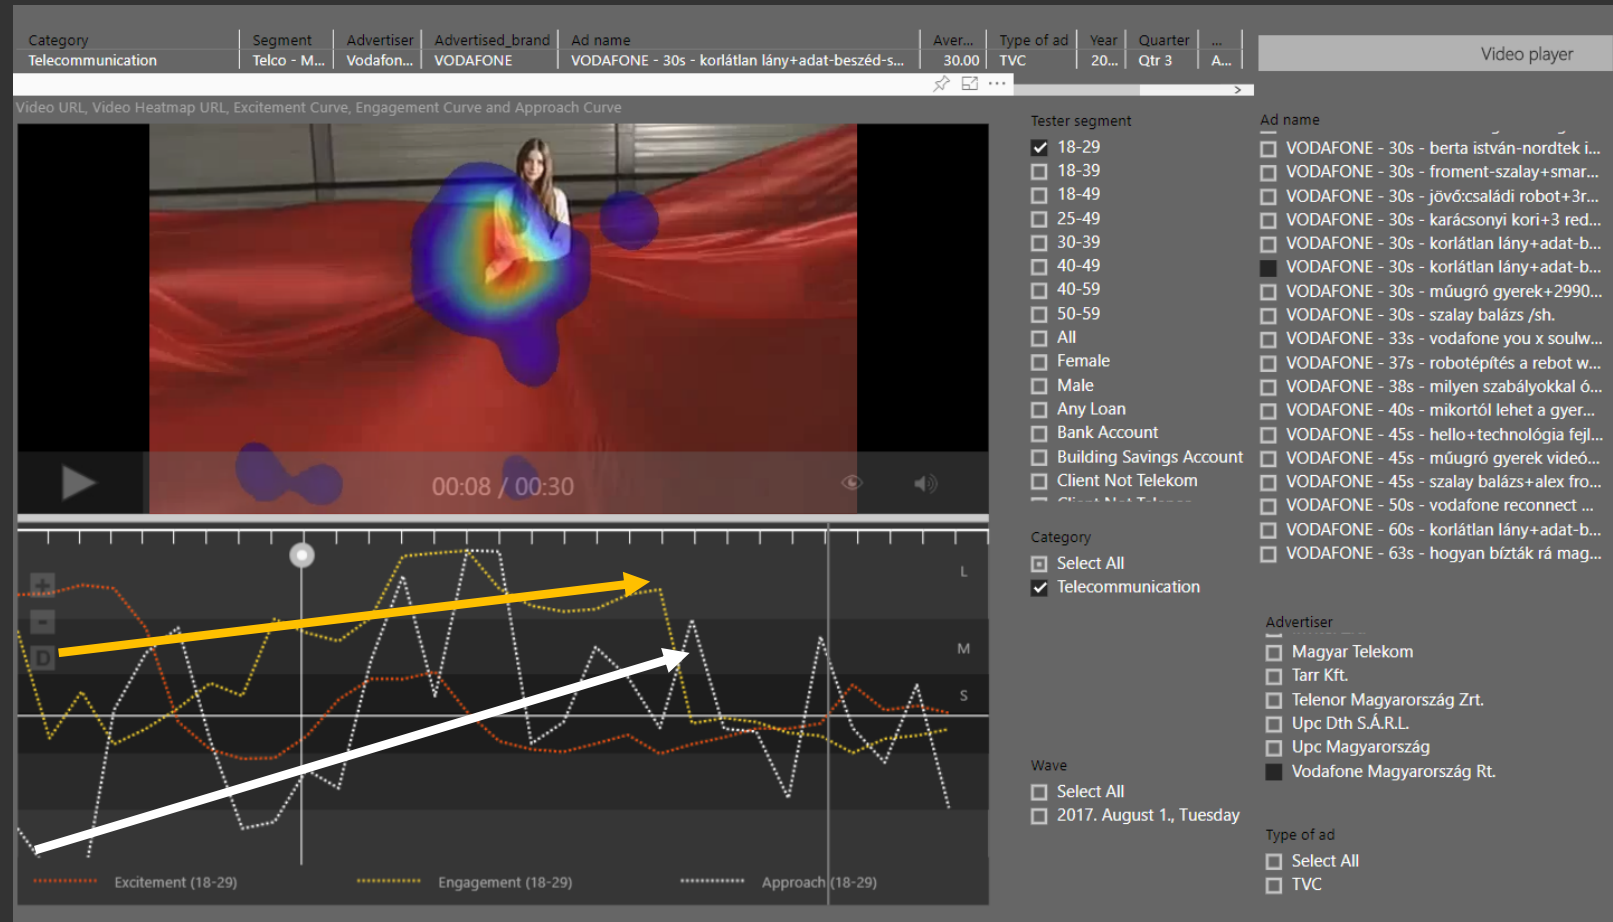 Category Segment Advertiser Advertised_brand Ad name Aver... Type of ad Year Quarter ...
Telecommunication Telco - M... Vodafon... VODAFONE VODAFONE - 30s - korlátlan lány+adat-beszéd-s... 30.00 TVC 20... Qtr 3 A...
Video player
Video URL, Video Heatmap URL, Excitement Curve, Engagement Curve and Approach Curve
00:08 / 00:30
+
-
D
L
M
S
Excitement (18-29)
Engagement (18-29)
Approach (18-29)
Tester segment
18-29
18-39
18-49
25-49
30-39
40-49
40-59
50-59
All
Female
Male
Any Loan
Bank Account
Building Savings Account
Client Not Telekom
Category
Select All
Telecommunication
Wave
Select All
2017. August 1., Tuesday
Ad name
VODAFONE - 30s - berta istván-nordtek i...
VODAFONE - 30s - froment-szalay+smar...
VODAFONE - 30s - jövő:családi robot+3r...
VODAFONE - 30s - karácsonyi kori+3 red...
VODAFONE - 30s - korlátlan lány+adat-b...
VODAFONE - 30s - korlátlan lány+adat-b...
VODAFONE - 30s - műugró gyerek+2990...
VODAFONE - 30s - szalay balázs /sh.
VODAFONE - 33s - vodafone you x soulw...
VODAFONE - 37s - robotépítés a rebot w...
VODAFONE - 38s - milyen szabályokkal ó...
VODAFONE - 40s - mikortól lehet a gyer...
VODAFONE - 45s - hello+technológia fejl...
VODAFONE - 45s - műugró gyerek videó...
VODAFONE - 45s - szalay balázs+alex fro...
VODAFONE - 50s - vodafone reconnect ...
VODAFONE - 60s - korlátlan lány+adat-b...
VODAFONE - 63s - hogyan bízták rá mag...
Advertiser
Magyar Telekom
Tarr Kft.
Telenor Magyarország Zrt.
Upc Dth S.Á.R.L.
Upc Magyarország
Vodafone Magyarország Rt.
Type of ad
Select All
TVC